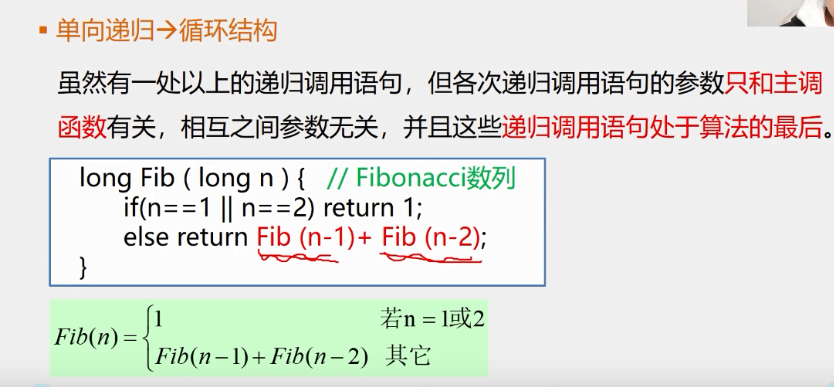 ▪ 单向递归→循环结构
虽然有一处以上的递归调用语句，但各次递归调用语句的参数只和主调
函数有关，相互之间参数无关，并且这些递归调用语句处于算法的最后。
long Fib ( long n ) {   // Fibonacci数列
if(n==1 || n==2) return 1;
else return Fib (n-1)+ Fib (n-2);
}
Fib(n) = { 1    若n = 1或2
Fib(n−1)+Fib(n−2)  其它